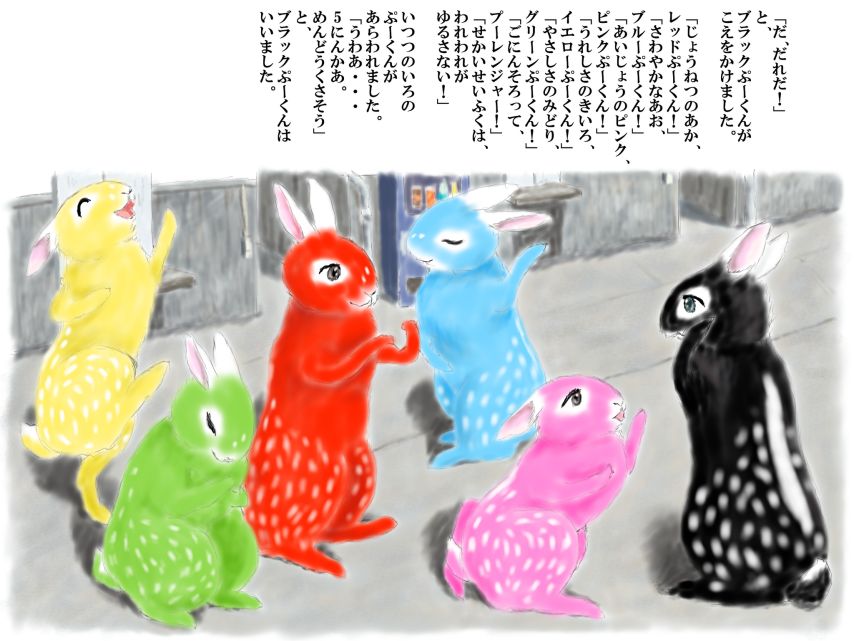 「だ、だれだ！」
と、
ブラックぷーくんが
こえをかけました。
「じょうねつのあか、
レッドぷーくん！」
「さわやかなあお、
ブルーぷーくん！」
「あいじょうのピンク、
ピンクぷーくん！」
「うれしさのきいろ、
イエローぷーくん！」
「やさしさのみどり、
グリーンぷーくん！」
「ごにんそろって、
プーレンジャー！」
「せかいせいふくは、
われわれが
ゆるさない！」
いつつのいろの
ぷーくんが
あらわれました。
「うわあ・・・
5にんかあ。
めんどうくさそう」
と、
ブラックぷーくんは
いいました。